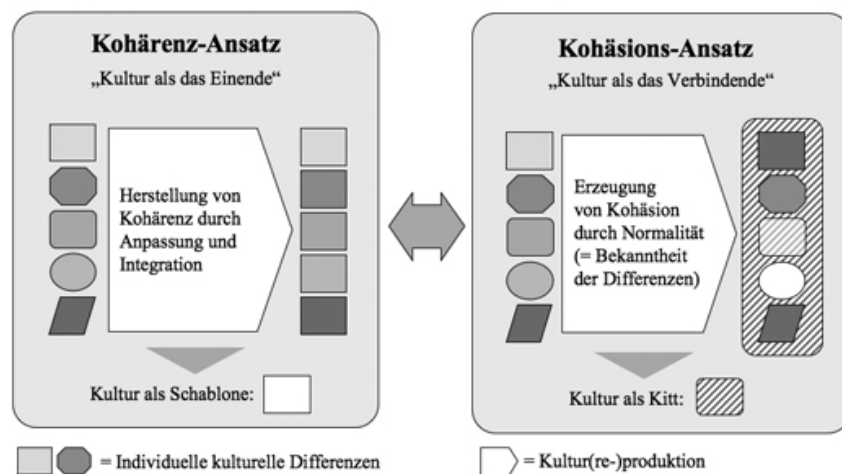 Kohärenz-Ansatz
„Kultur als das Einende“
Herstellung von
Kohärenz durch
Anpassung und
Integration
Kultur als Schablone:
Kohäsions-Ansatz
„Kultur als das Verbindende“
Erzeugung
von Kohäsion
durch Normalität
(= Bekanntheit
der Differenzen)
Kultur als Kitt:
= Individuelle kulturelle Differenzen
= Kultur(re-)produktion